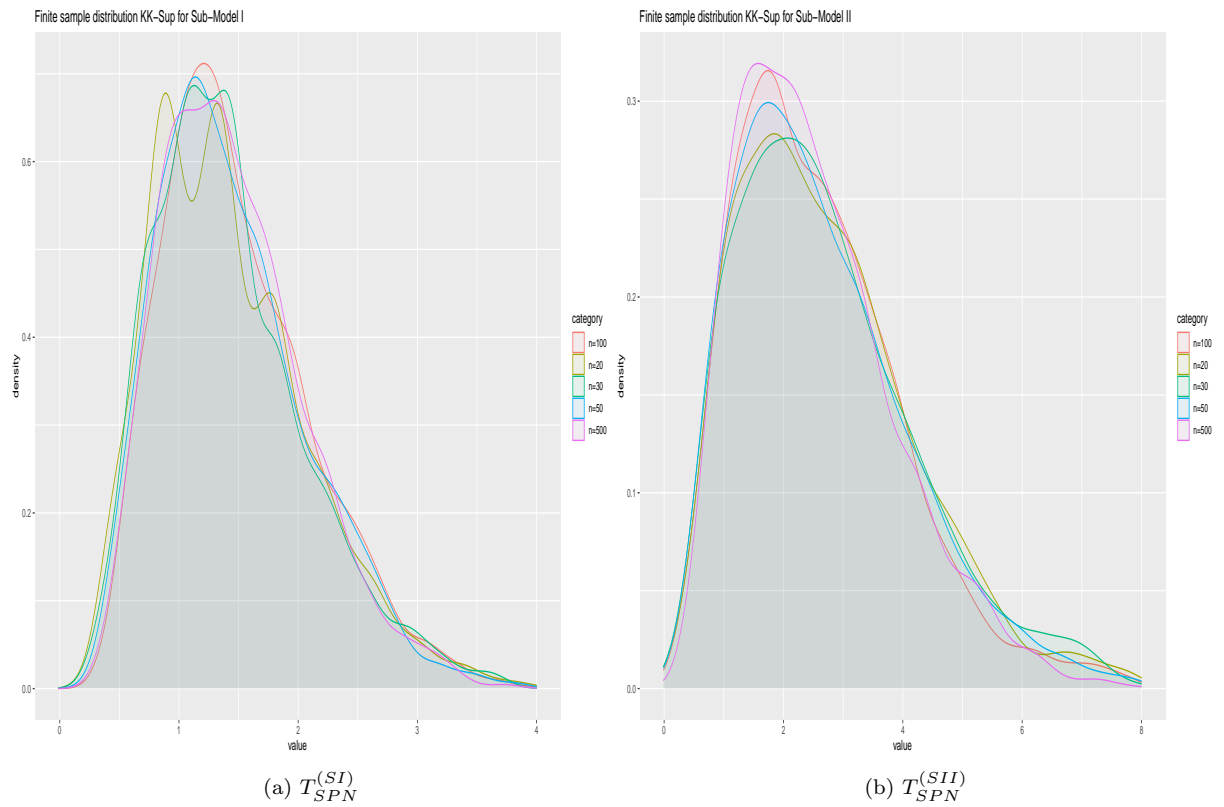 Finite sample distribution KK-Sup for Sub-Model I
density
0.6
0.4
0.2
0.0
0 1 2 3 4
value
category
n=100
n=20
n=30
n=50
n=500
(a) T_{SPN}^{(SI)}
Finite sample distribution KK-Sup for Sub-Model II
density
0.3
0.2
0.1
0.0
0 2 4 6 8
value
category
n=100
n=20
n=30
n=50
n=500
(b) T_{SPN}^{(SII)}